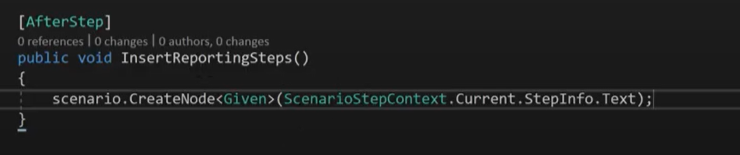 [AfterStep]
0 references | 0 changes | 0 authors, 0 changes
public void InsertReportingSteps()
{
scenario.CreateNode<Given>(ScenarioStepContext.Current.StepInfo.Text);
}